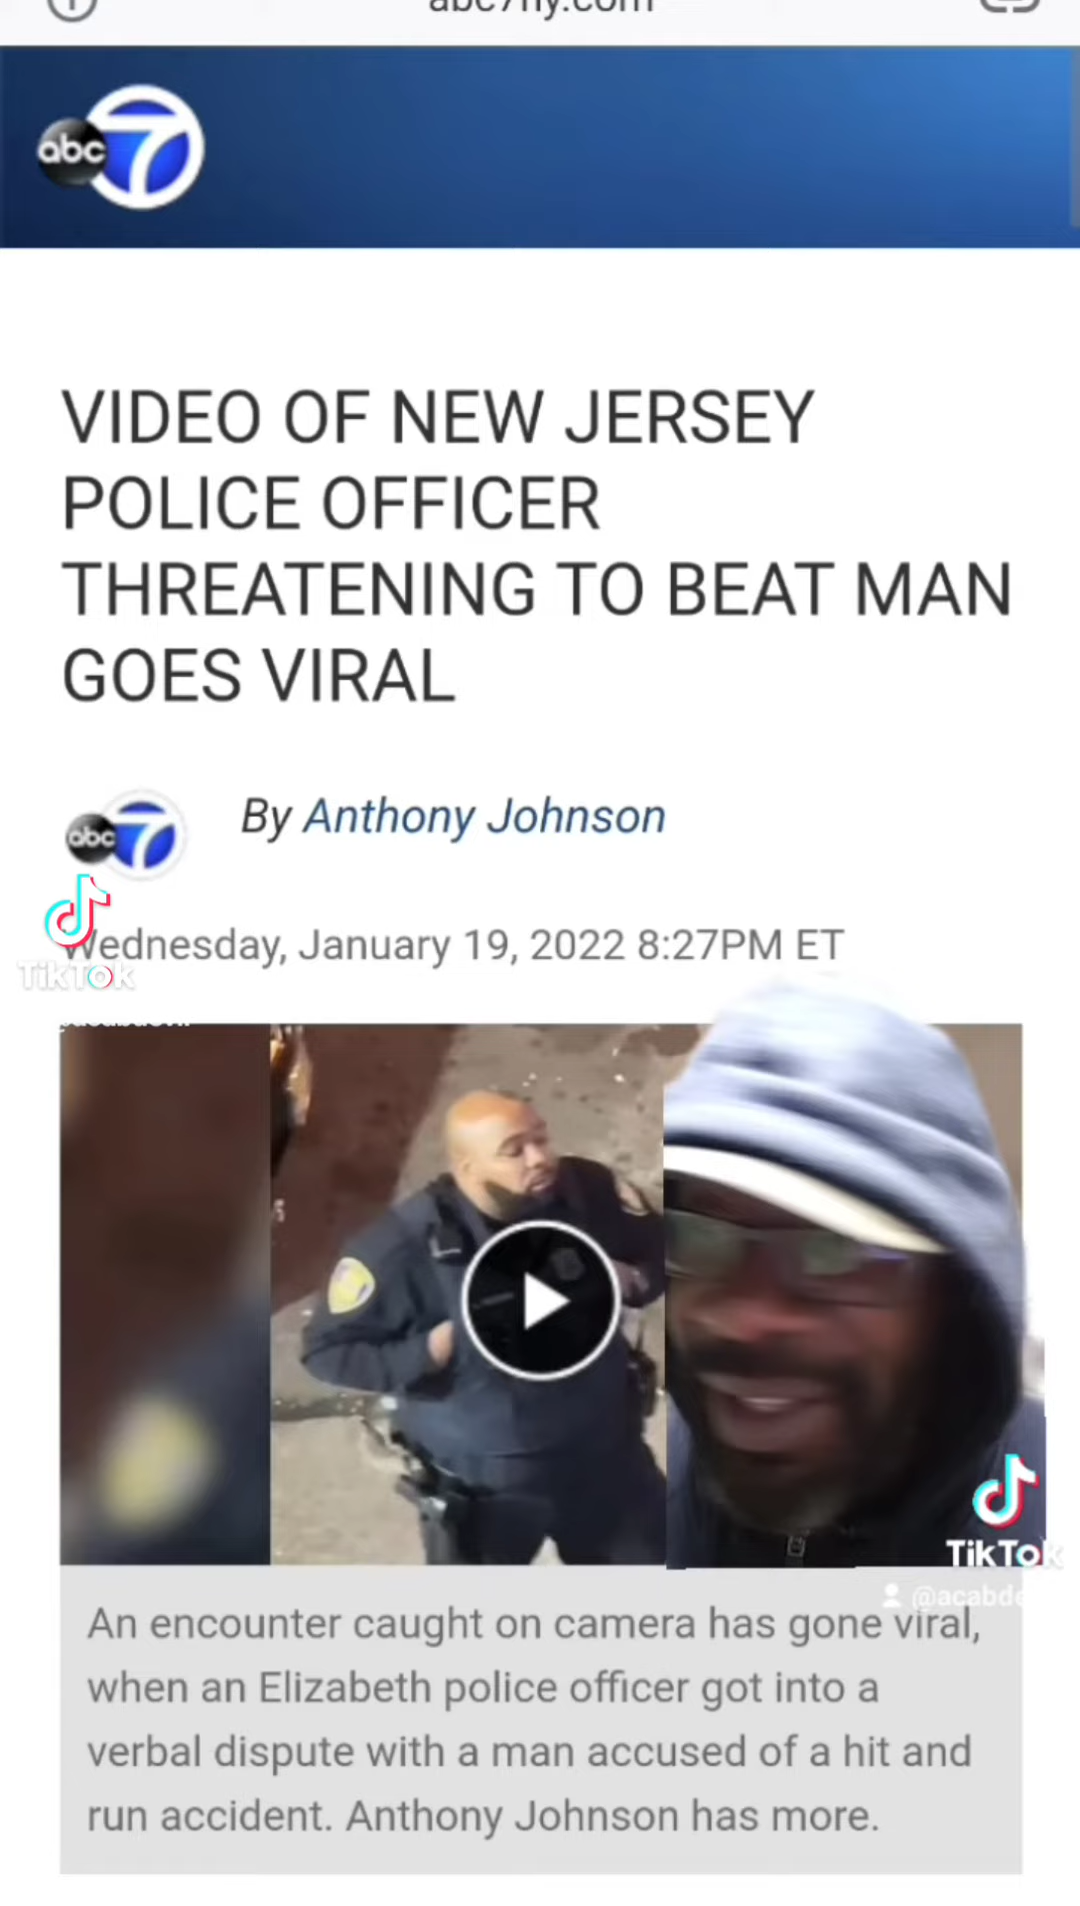 abc7ny.com
abc 7
VIDEO OF NEW JERSEY
POLICE OFFICER
THREATENING TO BEAT MAN
GOES VIRAL
abc 7
By Anthony Johnson
Wednesday, January 19, 2022 8:27PM ET
TikTok
TikTok
An encounter caught on camera has gone viral,
when an Elizabeth police officer got into a
verbal dispute with a man accused of a hit and
run accident. Anthony Johnson has more.